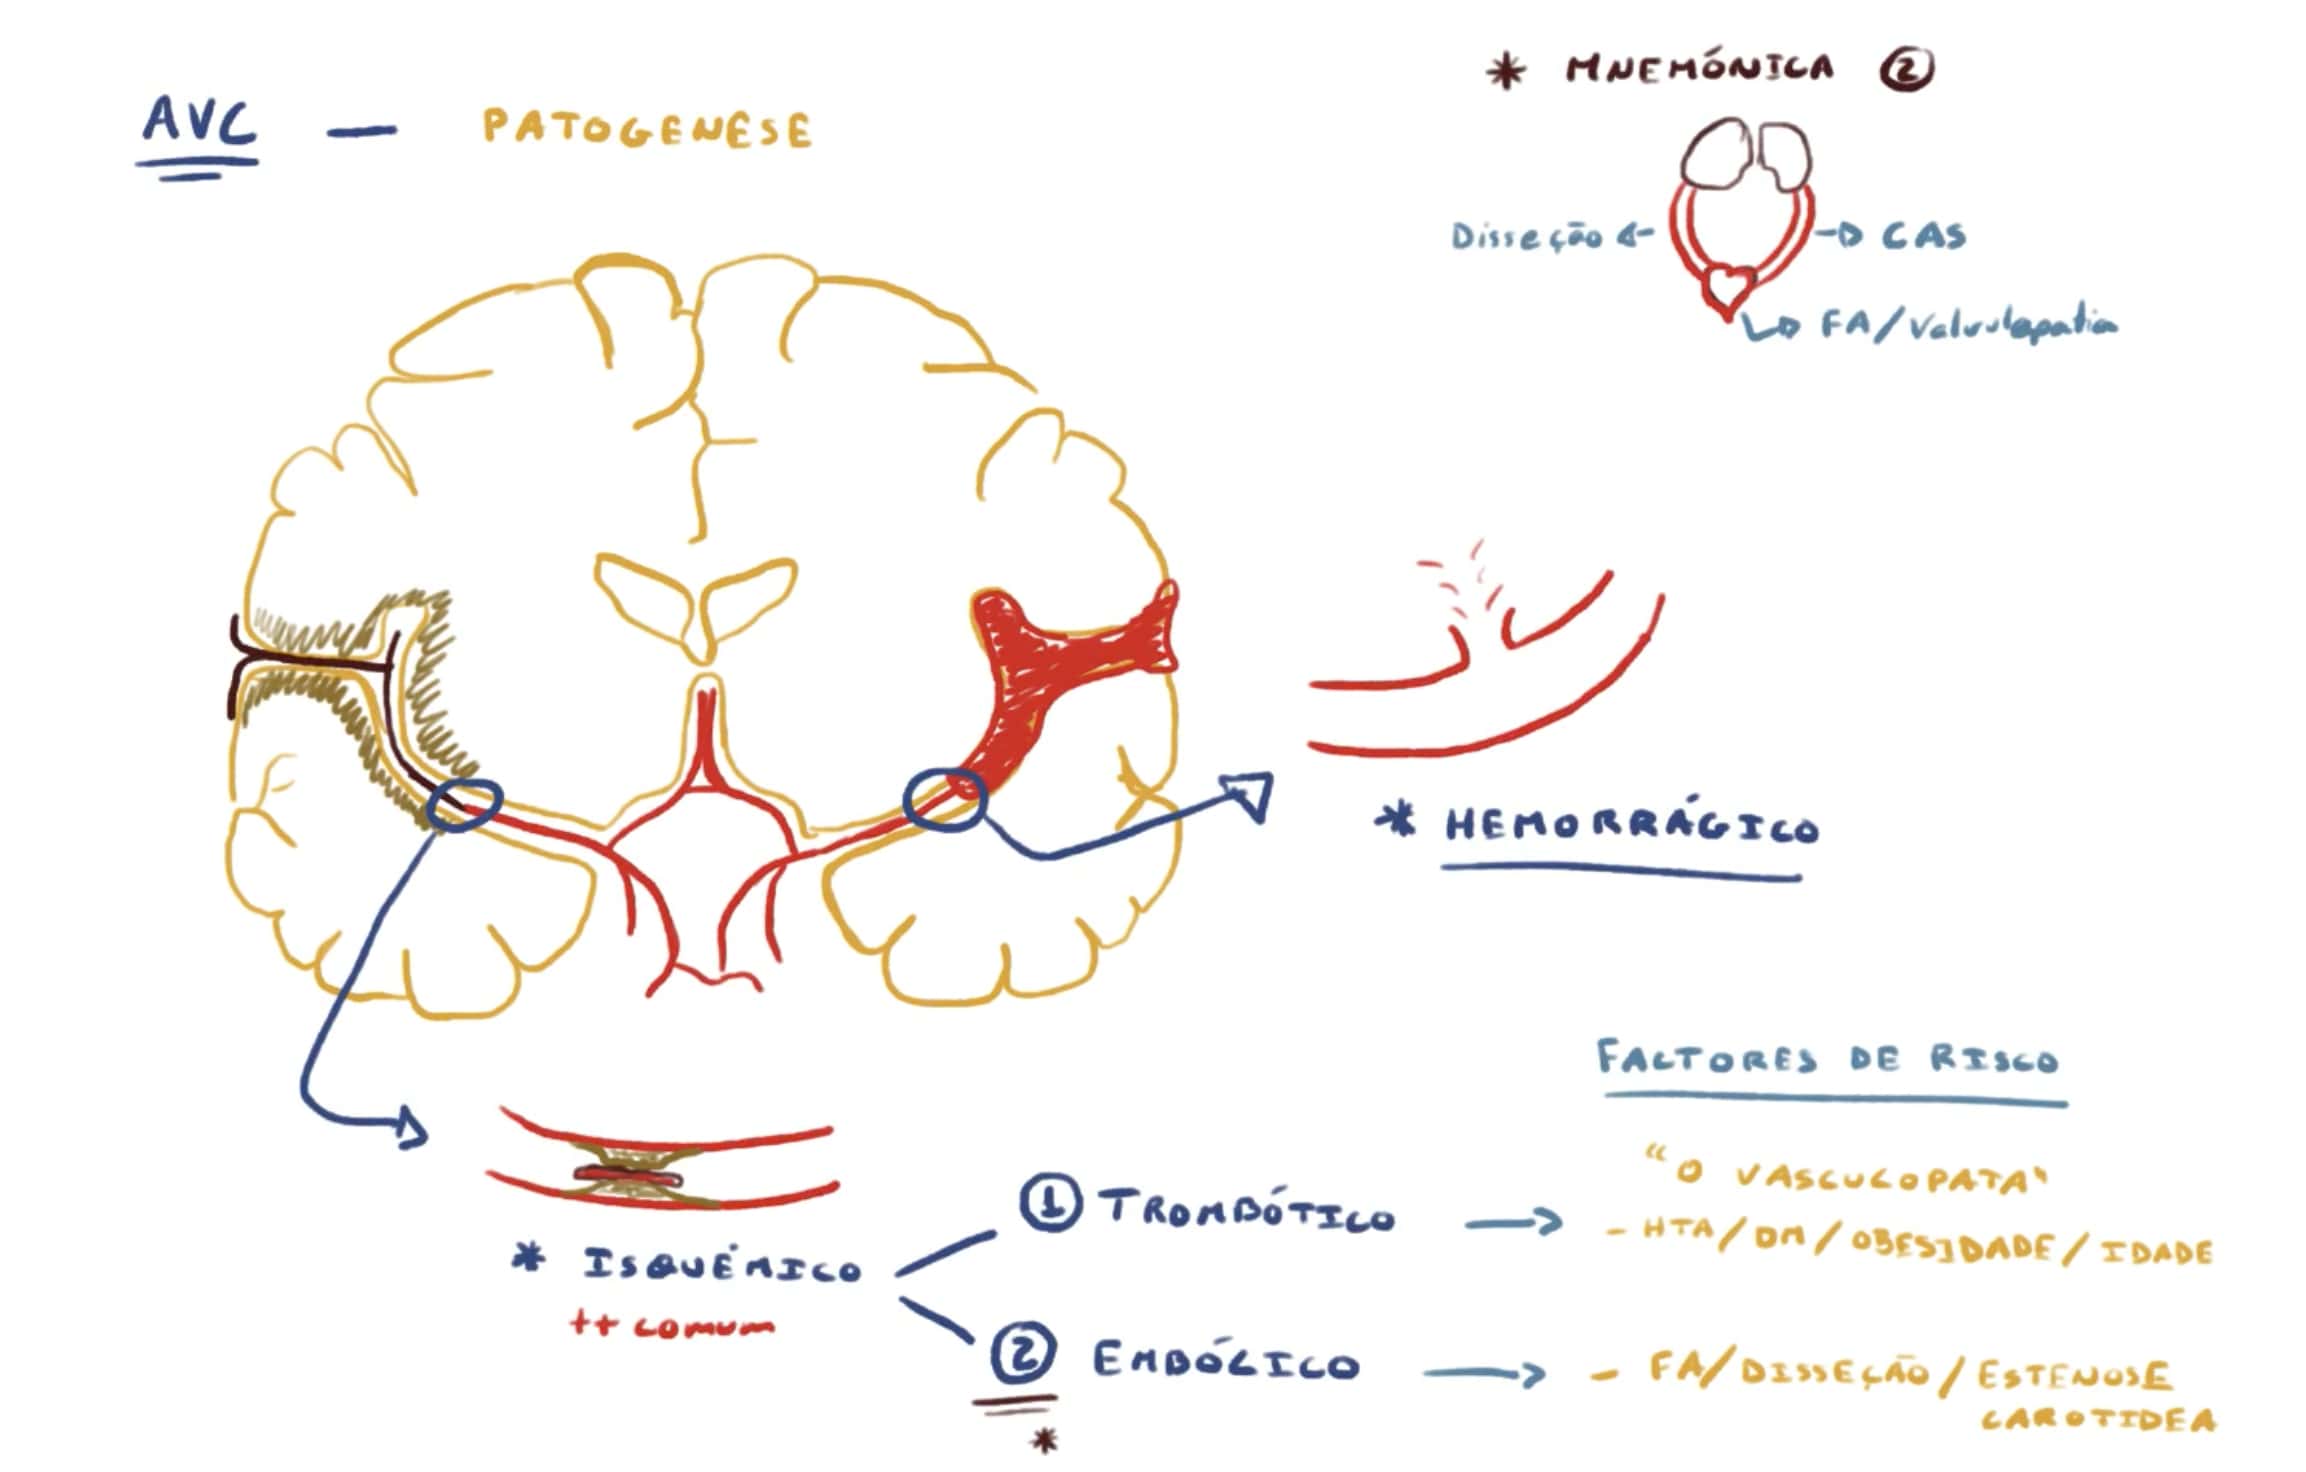 AVC — PATOGENESE
* MNEMÓNICA ②
Disseção
CAS
FA/Valvulopatia
* HEMORRÁGICO
FACTORES DE RISCO
"O VASCULOPATA"
① TROMBÓTICO
- HTA/DM/OBESIDADE/IDADE
* ISQUÉMICO
++ comum
② EMBÓLICO
- FA/DISSEÇÃO/ESTENOSE
CAROTIDEA
*